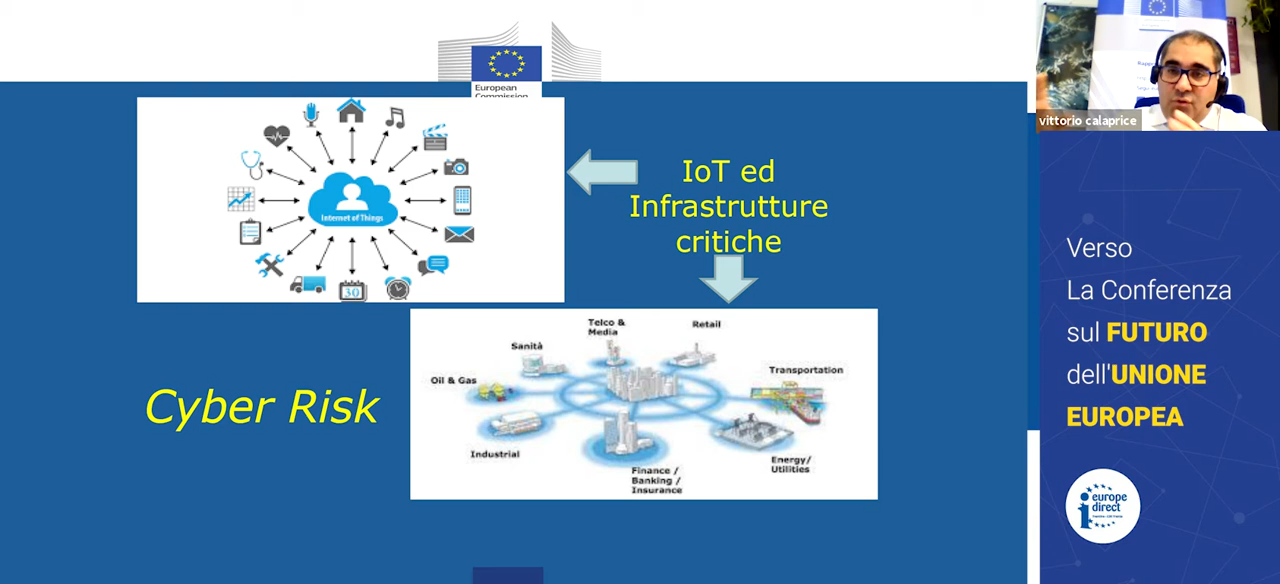 European
Commission
Internet of Things
30
IoT ed
Infrastrutture
critiche
Telco &
Media
Retail
Sanità
Transportation
Oil & Gas
Industrial
Energy/
Utilities
Finance /
Banking /
Insurance
Cyber Risk
vittorio calaprice
Verso
La Conferenza
sul FUTURO
dell'UNIONE
EUROPEA
europe
direct